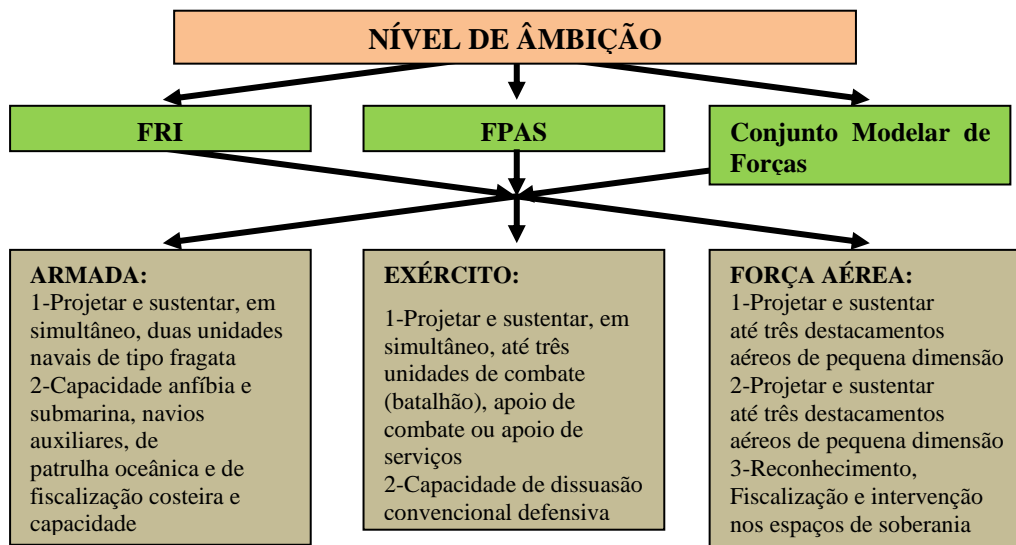 NÍVEL DE ÂMBIÇÃO
FRI
FPAS
Conjunto Modelar de
Forças
ARMADA:
1-Projetar e sustentar, em
simultâneo, duas unidades
navais de tipo fragata
2-Capacidade anfíbia e
submarina, navios
auxiliares, de
patrulha oceânica e de
fiscalização costeira e
capacidade
EXÉRCITO:
1-Projetar e sustentar, em
simultâneo, até três
unidades de combate
(batalhão), apoio de
combate ou apoio de
serviços
2-Capacidade de dissuasão
convencional defensiva
FORÇA AÉREA:
1-Projetar e sustentar
até três destacamentos
aéreos de pequena dimensão
2-Projetar e sustentar
até três destacamentos
aéreos de pequena dimensão
3-Reconhecimento,
Fiscalização e intervenção
nos espaços de soberania